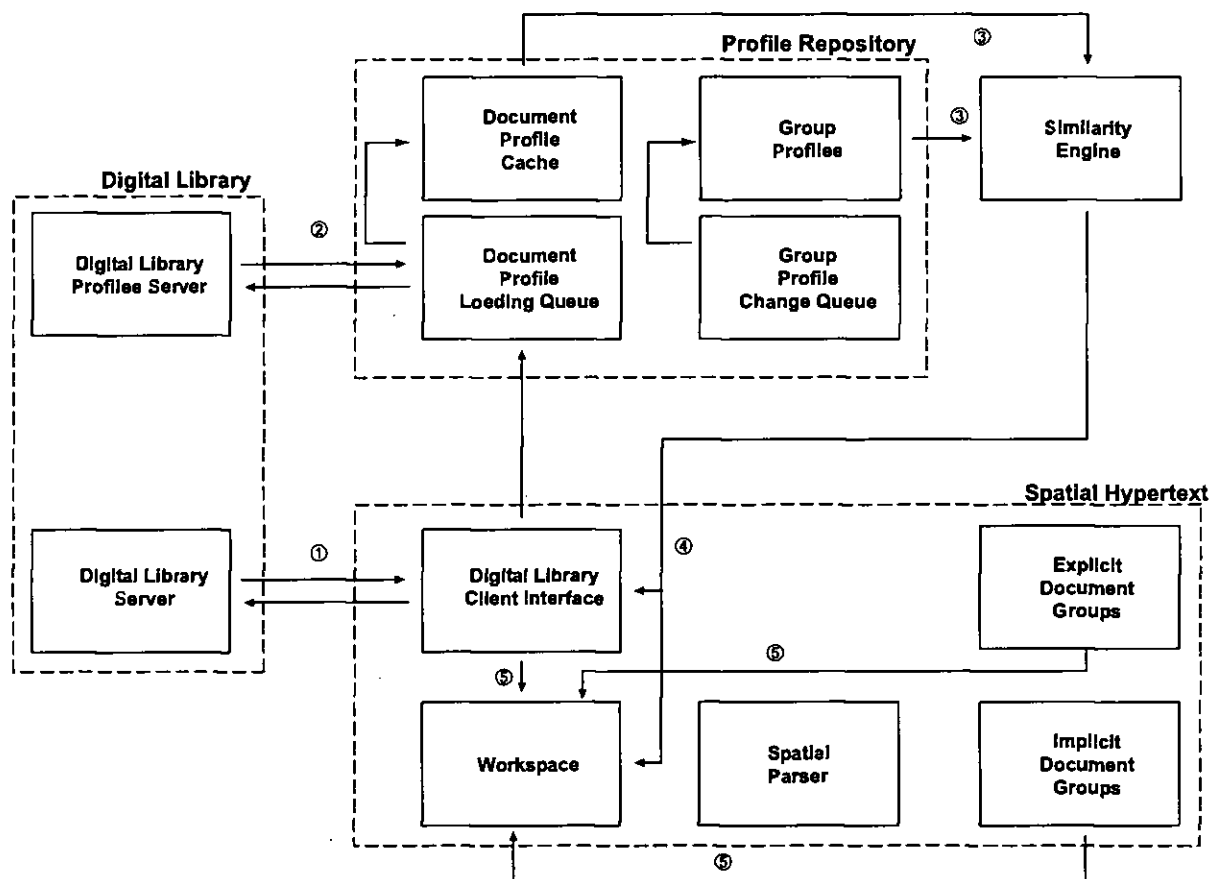 ③
Profile Repository
Document
Profile
Cache
Group
Profiles
③
Similarity
Engine
Digital Library
Digital Library
Profiles Server
②
Document
Profile
Loading Queue
Group
Profile
Change Queue
Spatial Hypertext
Digital Library
Server
①
Digital Library
Client Interface
④
Explicit
Document
Groups
⑤
⑤
Workspace
Spatial
Parser
Implicit
Document
Groups
⑤